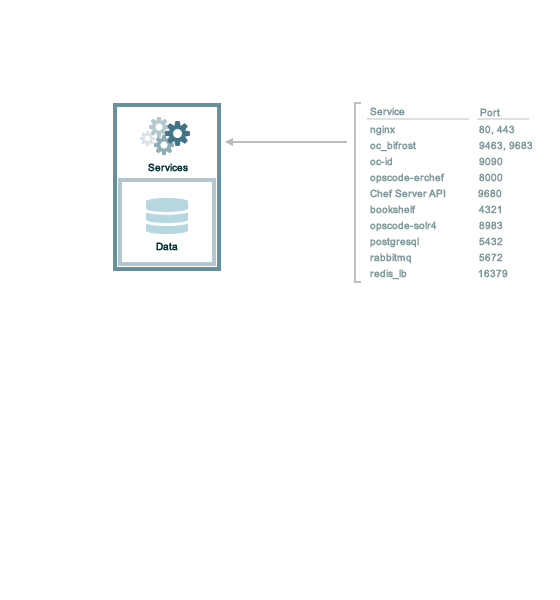 Services
Data
Service Port
nginx 80, 443
oc_bifrost 9463, 9683
oc-id 9090
opscode-erchef 8000
Chef Server API 9680
bookshelf 4321
opscode-solr4 8983
postgresql 5432
rabbitmq 5672
redis_lb 16379